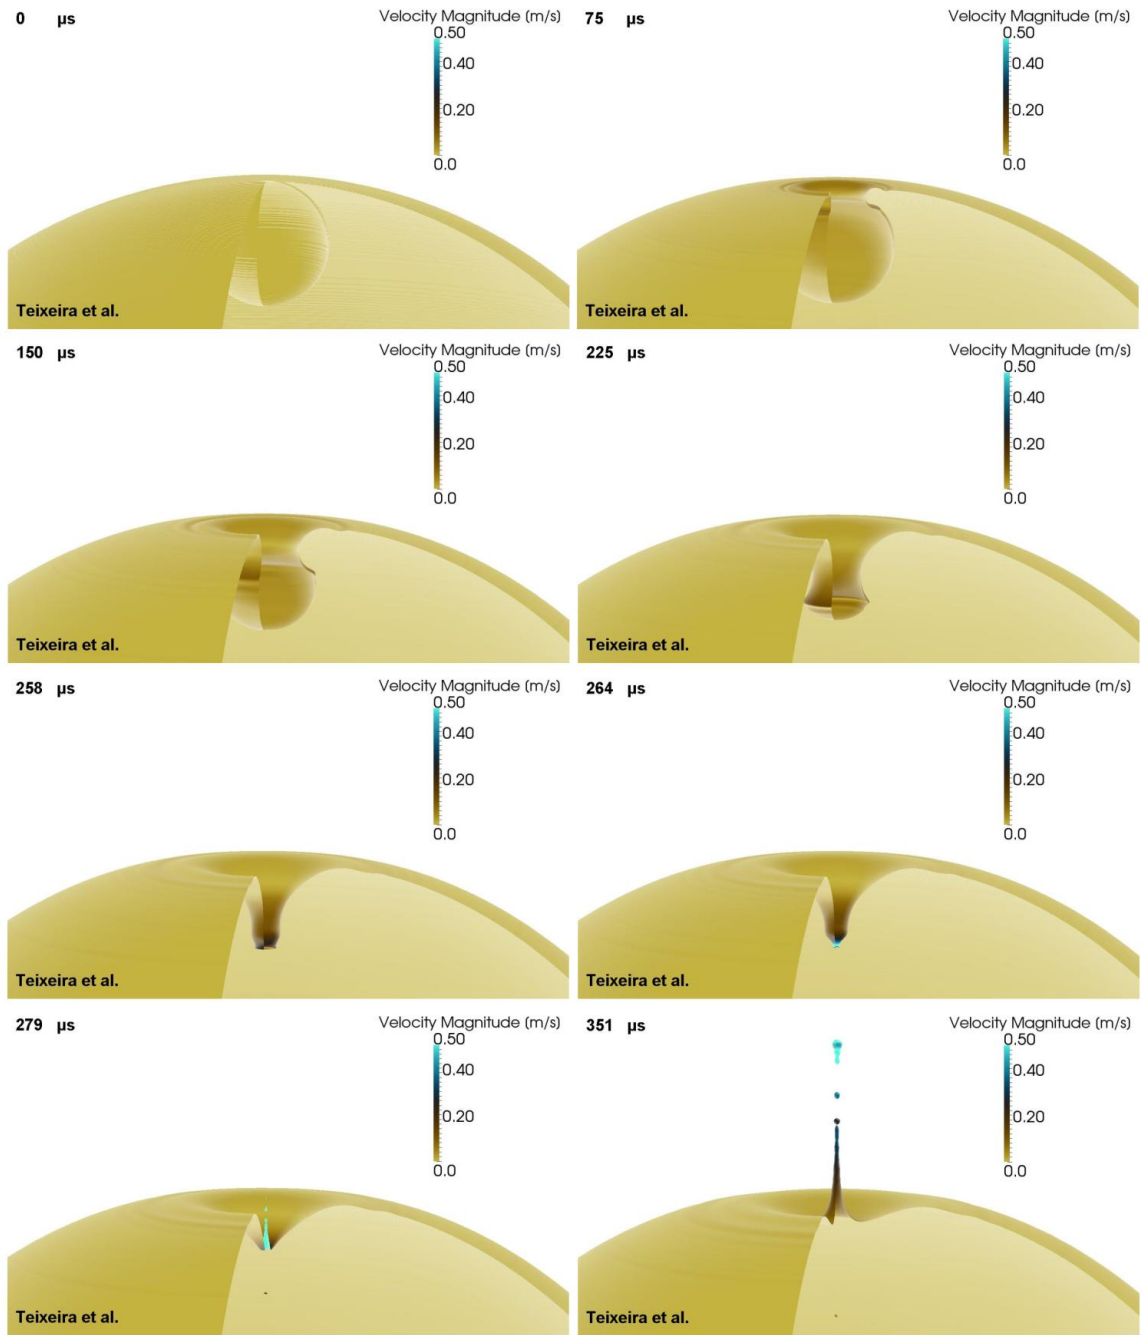 0 µs
Velocity Magnitude [m/s]
0.50
0.40
0.20
0.0
Teixeira et al.
75 µs
Velocity Magnitude [m/s]
0.50
0.40
0.20
0.0
Teixeira et al.
150 µs
Velocity Magnitude [m/s]
0.50
0.40
0.20
0.0
Teixeira et al.
225 µs
Velocity Magnitude [m/s]
0.50
0.40
0.20
0.0
Teixeira et al.
258 µs
Velocity Magnitude [m/s]
0.50
0.40
0.20
0.0
Teixeira et al.
264 µs
Velocity Magnitude [m/s]
0.50
0.40
0.20
0.0
Teixeira et al.
279 µs
Velocity Magnitude [m/s]
0.50
0.40
0.20
0.0
Teixeira et al.
351 µs
Velocity Magnitude [m/s]
0.50
0.40
0.20
0.0
Teixeira et al.